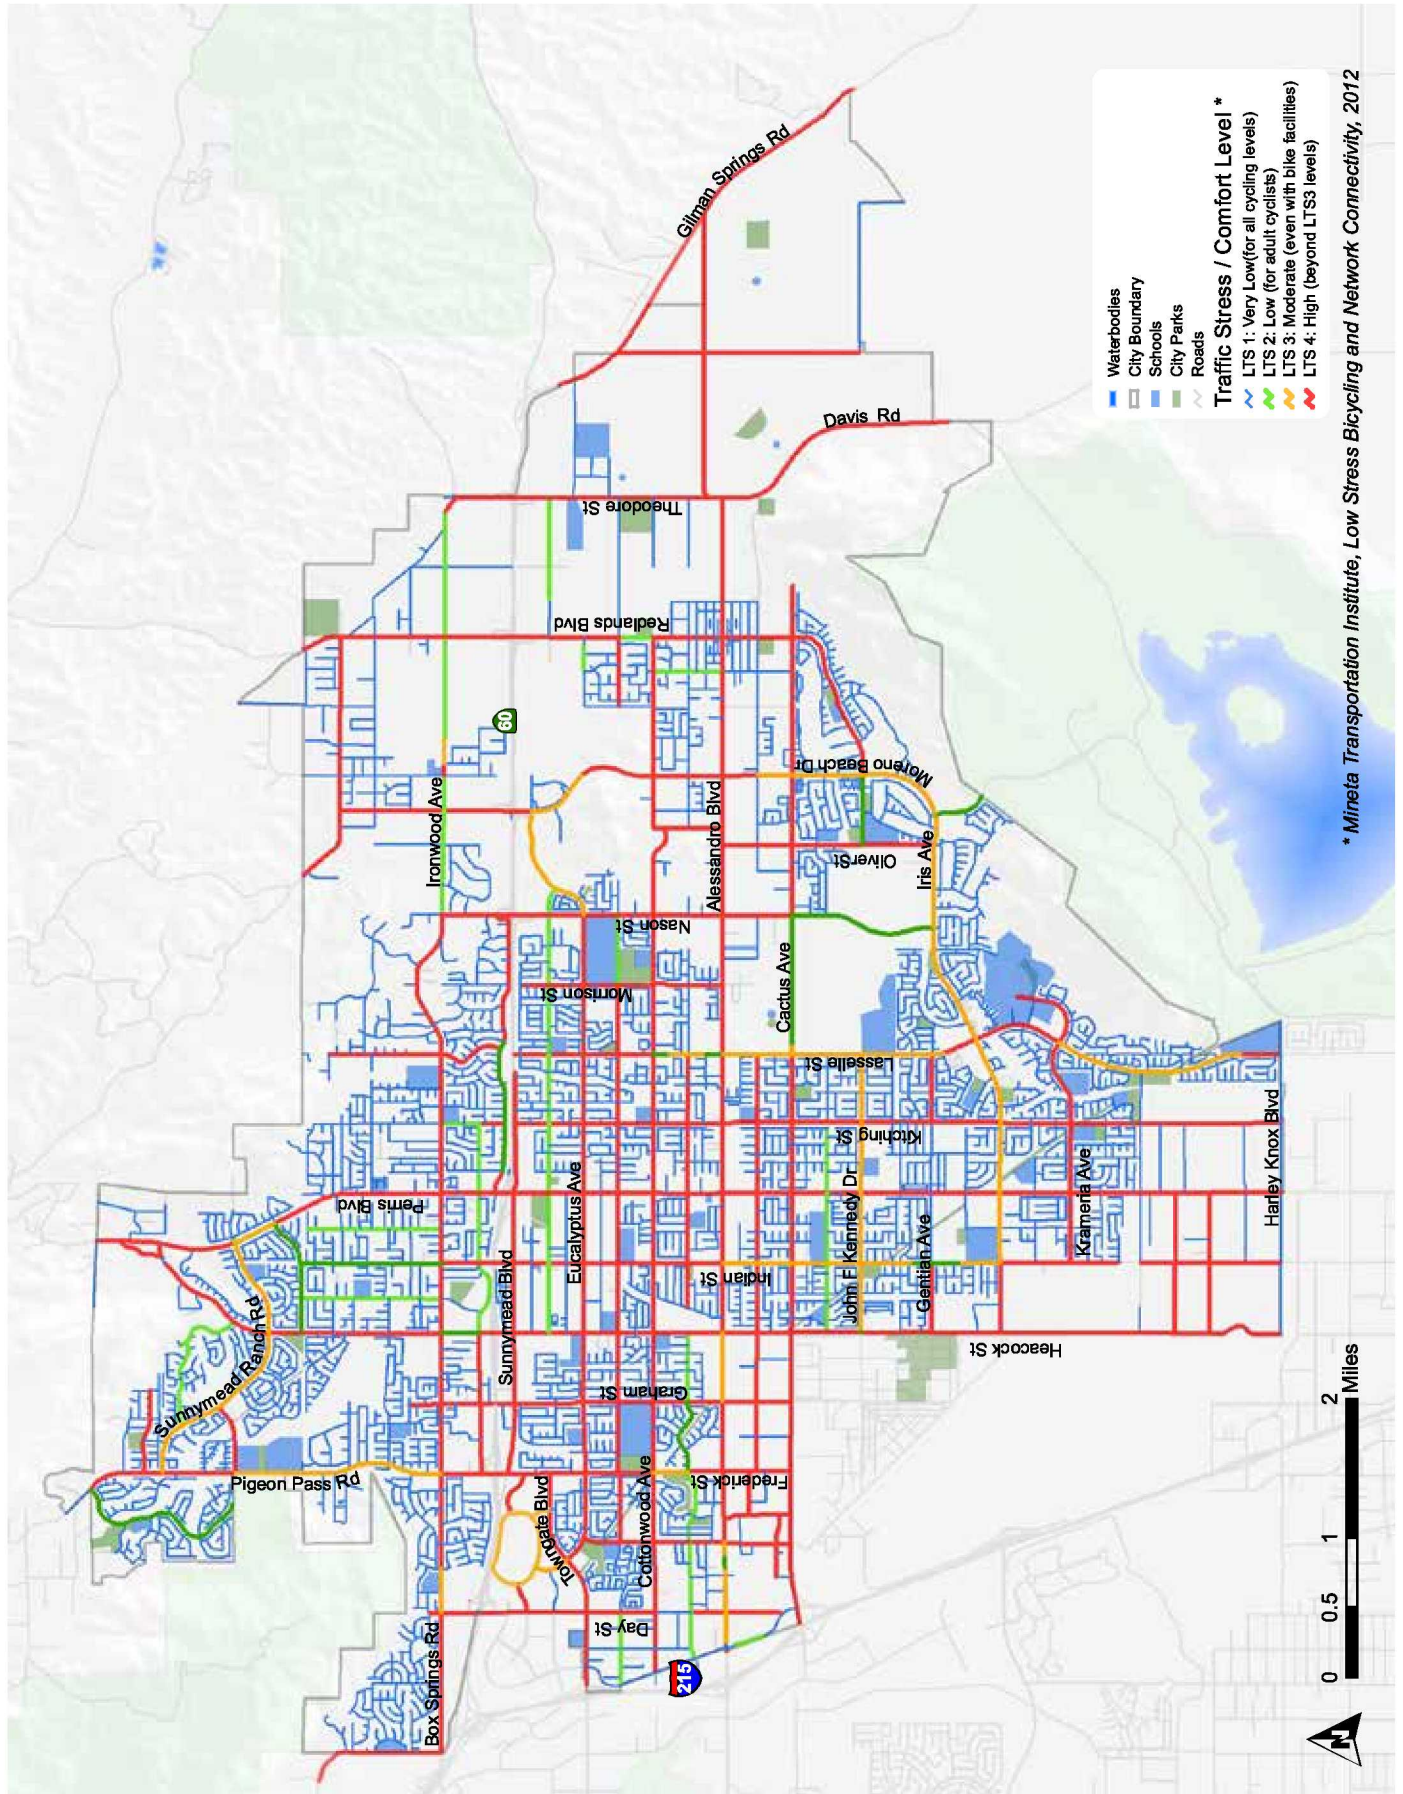 Gilman Springs Rd
Davis Rd
Theodore St
Redlands Blvd
60
Moreno Beach Dr
Ironwood Ave
Alessandro Blvd
OliverSt
Iris Ave
Nason St
Cactus Ave
Morrison St
Lasselle St
Kitching St
Harley Knox Blvd
Perris Blvd
Eucalyptus Ave
John F Kennedy Dr
Krameria Ave
Gentian Ave
Indian St
Sunnymead Blvd
Sunnymead Ranch Rd
Heacock St
Graham St
Pigeon Pass Rd
Frederick St
Towngate Blvd
Cottonwood Ave
Day St
Box Springs Rd
215
Waterbodies
City Boundary
Schools
City Parks
Roads
Traffic Stress / Comfort Level *
LTS 1: Very Low(for all cycling levels)
LTS 2: Low (for adult cyclists)
LTS 3: Moderate (even with bike facilities)
LTS 4: High (beyond LTS3 levels)
* Mineta Transportation Institute, Low Stress Bicycling and Network Connectivity, 2012
N
0 0.5 1 2
Miles